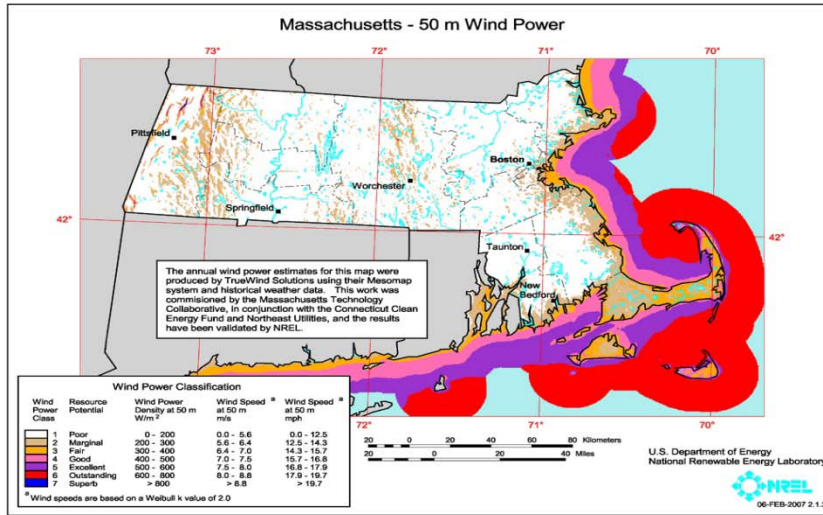 Massachusetts - 50 m Wind Power
73° 72° 71° 70°
Pittsfield
Boston
Worchester
Springfield
42° 42°
Taunton
New
Bedford
The annual wind power estimates for this map were
produced by TrueWind Solutions using their Mesomap
system and historical weather data. This work was
commisioned by the Massachusetts Technology
Collaborative, in conjunction with the Connecticut Clean
Energy Fund and Northeast Utilities, and the results
have been validated by NREL.
Wind Power Classification
Wind Power Class Resource Potential Wind Power Density at 50 m W/m² Wind Speed ᵃ at 50 m m/s Wind Speed ᵃ at 50 m mph
1 Poor 0 - 200 0.0 - 5.6 0.0 - 12.5
2 Marginal 200 - 300 5.6 - 6.4 12.5 - 14.3
3 Fair 300 - 400 6.4 - 7.0 14.3 - 15.7
4 Good 400 - 500 7.0 - 7.5 15.7 - 16.8
5 Excellent 500 - 600 7.5 - 8.0 16.8 - 17.9
6 Outstanding 600 - 800 8.0 - 8.8 17.9 - 19.7
7 Superb > 800 > 8.8 > 19.7
ᵃ Wind speeds are based on a Weibull k value of 2.0
72° 71° 70°
20 0 20 40 60 80 Kilometers
20 0 20 40 Miles
U.S. Department of Energy
National Renewable Energy Laboratory
NREL